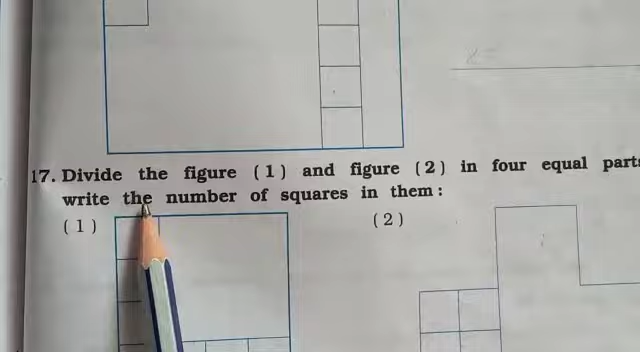 17. Divide the figure (1) and figure (2) in four equal parts
write the number of squares in them:
(1) (2)